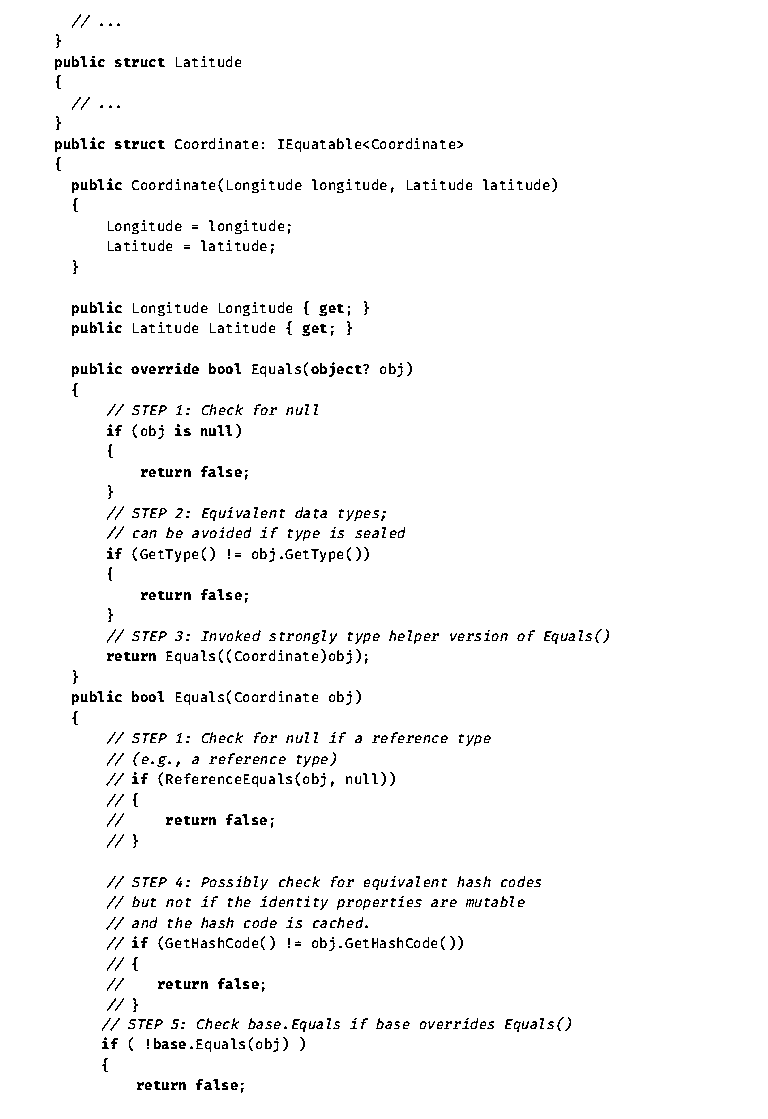 // ...
}
public struct Latitude
{
// ...
}
public struct Coordinate: IEquatable<Coordinate>
{
public Coordinate(Longitude longitude, Latitude latitude)
{
Longitude = longitude;
Latitude = latitude;
}
public Longitude Longitude { get; }
public Latitude Latitude { get; }
public override bool Equals(object? obj)
{
// STEP 1: Check for null
if (obj is null)
{
return false;
}
// STEP 2: Equivalent data types;
// can be avoided if type is sealed
if (GetType() != obj.GetType())
{
return false;
}
// STEP 3: Invoked strongly type helper version of Equals()
return Equals((Coordinate)obj);
}
public bool Equals(Coordinate obj)
{
// STEP 1: Check for null if a reference type
// (e.g., a reference type)
// if (ReferenceEquals(obj, null))
// {
//     return false;
// }
// STEP 4: Possibly check for equivalent hash codes
// but not if the identity properties are mutable
// and the hash code is cached.
// if (GetHashCode() != obj.GetHashCode())
// {
//    return false;
// }
// STEP 5: Check base.Equals if base overrides Equals()
if ( !base.Equals(obj) )
{
return false;